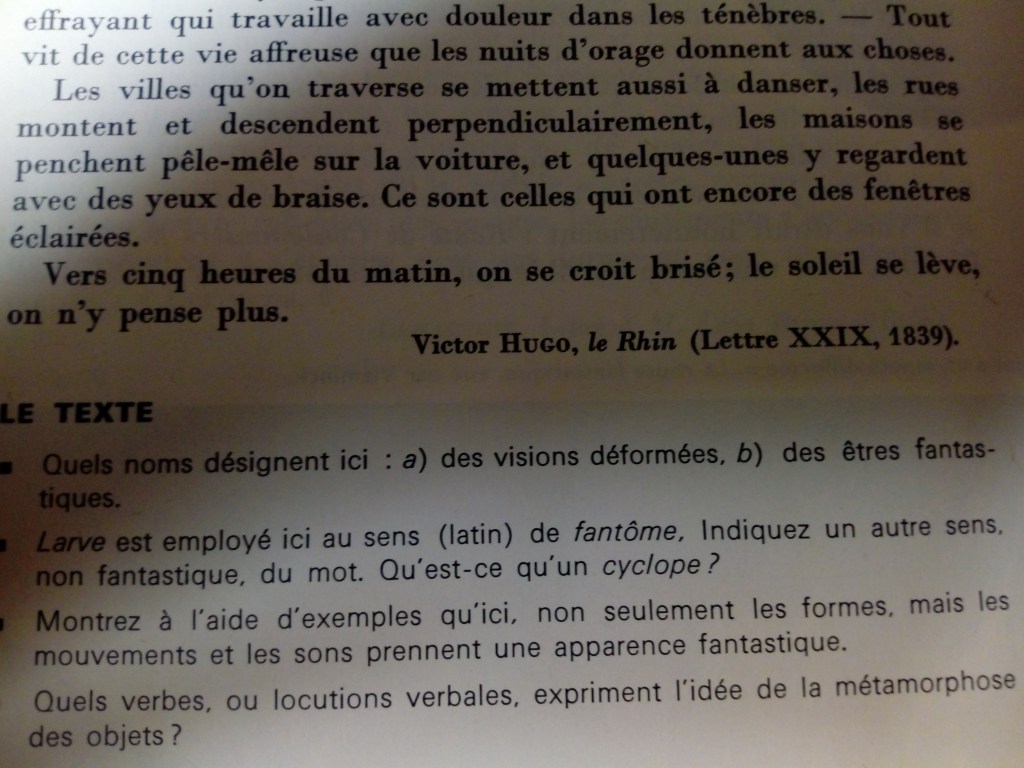 effrayant qui travaille avec douleur dans les ténèbres. — Tout
vit de cette vie affreuse que les nuits d'orage donnent aux choses.
Les villes qu'on traverse se mettent aussi à danser, les rues
montent et descendent perpendiculairement, les maisons se
penchent pêle-mêle sur la voiture, et quelques-unes y regardent
avec des yeux de braise. Ce sont celles qui ont encore des fenêtres
éclairées.
Vers cinq heures du matin, on se croit brisé; le soleil se lève,
on n'y pense plus.
Victor HUGO, le Rhin (Lettre XXIX, 1839).
LE TEXTE
■ Quels noms désignent ici : a) des visions déformées, b) des êtres fantas-
tiques.
■ Larve est employé ici au sens (latin) de fantôme. Indiquez un autre sens,
non fantastique, du mot. Qu'est-ce qu'un cyclope?
■ Montrez à l'aide d'exemples qu'ici, non seulement les formes, mais les
mouvements et les sons prennent une apparence fantastique.
Quels verbes, ou locutions verbales, expriment l'idée de la métamorphose
des objets?